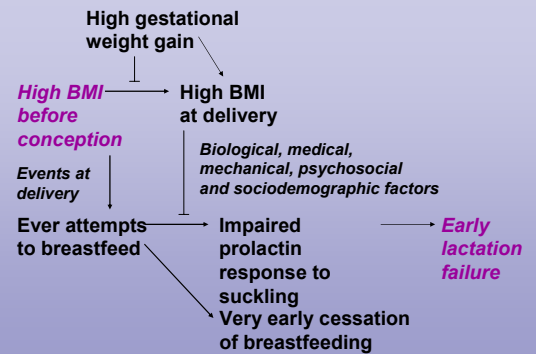 High gestational
weight gain
High BMI
before
conception
High BMI
at delivery
Biological, medical,
mechanical, psychosocial
and sociodemographic factors
Events at
delivery
Ever attempts
to breastfeed
Impaired
prolactin
response to
suckling
Early
lactation
failure
Very early cessation
of breastfeeding